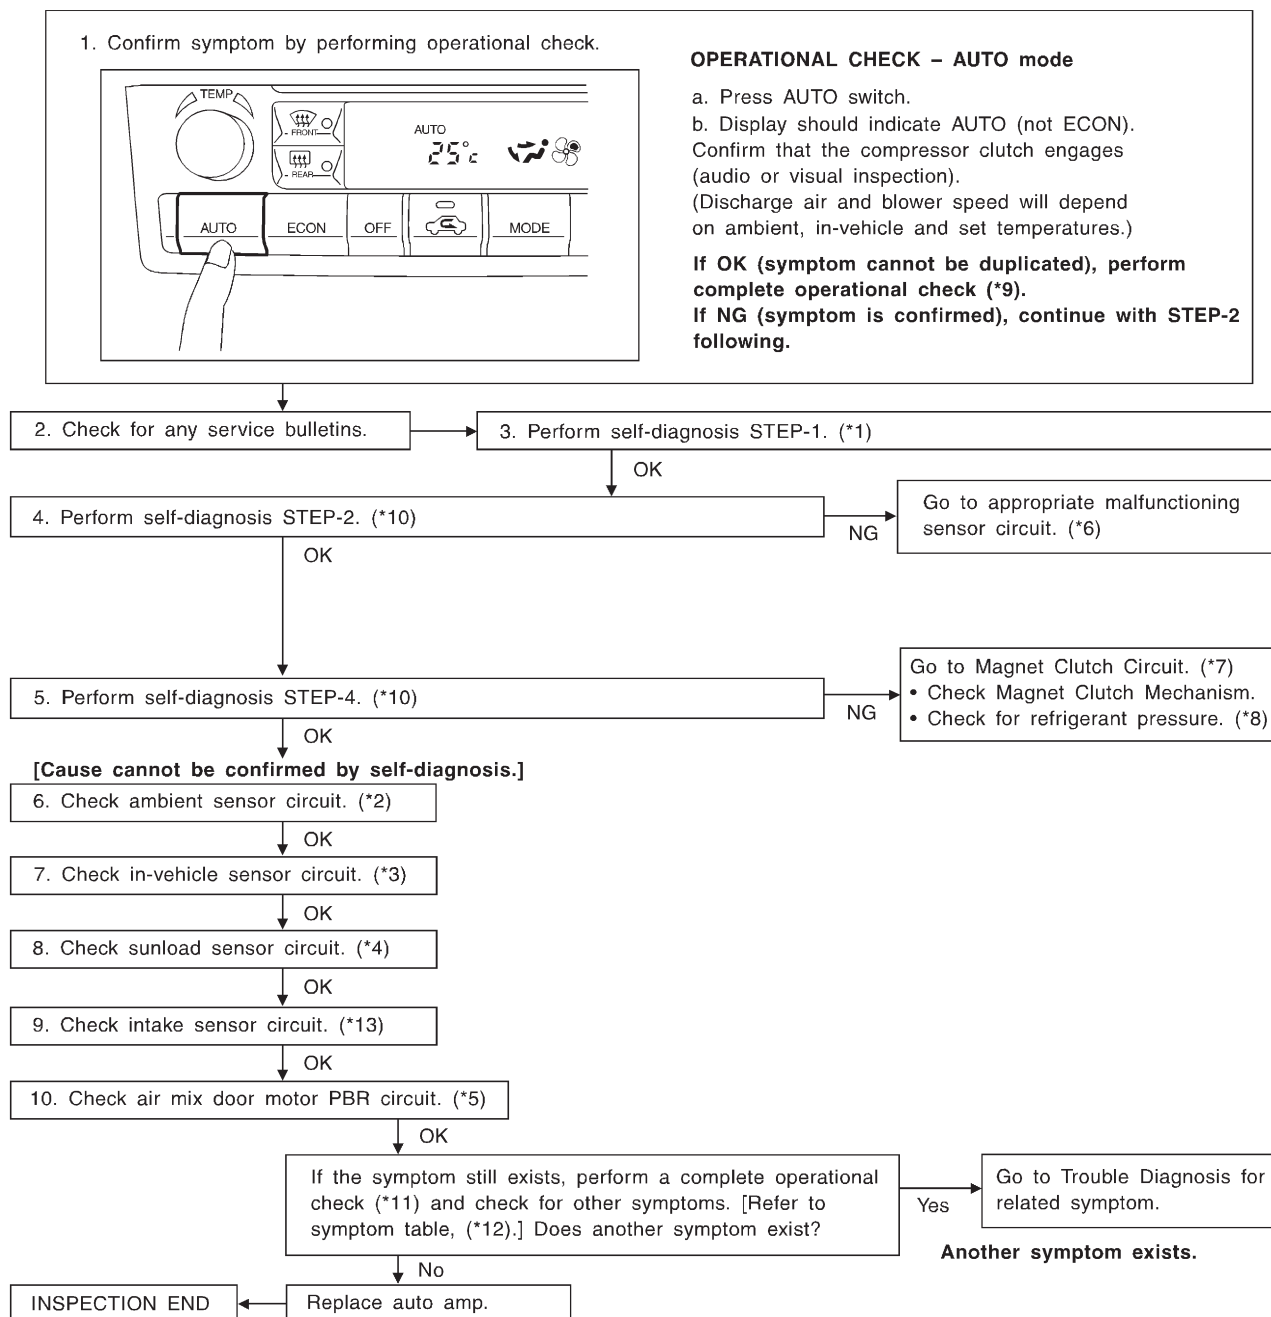 1. Confirm symptom by performing operational check.
TEMP
FRONT
REAR
AUTO
25°c
AUTO
ECON
OFF
MODE
OPERATIONAL CHECK – AUTO mode
a. Press AUTO switch.
b. Display should indicate AUTO (not ECON).
Confirm that the compressor clutch engages
(audio or visual inspection).
(Discharge air and blower speed will depend
on ambient, in-vehicle and set temperatures.)
If OK (symptom cannot be duplicated), perform
complete operational check (*9).
If NG (symptom is confirmed), continue with STEP-2
following.
2. Check for any service bulletins.
3. Perform self-diagnosis STEP-1. (*1)
OK
4. Perform self-diagnosis STEP-2. (*10)
NG
Go to appropriate malfunctioning
sensor circuit. (*6)
OK
5. Perform self-diagnosis STEP-4. (*10)
NG
Go to Magnet Clutch Circuit. (*7)
• Check Magnet Clutch Mechanism.
• Check for refrigerant pressure. (*8)
OK
[Cause cannot be confirmed by self-diagnosis.]
6. Check ambient sensor circuit. (*2)
OK
7. Check in-vehicle sensor circuit. (*3)
OK
8. Check sunload sensor circuit. (*4)
OK
9. Check intake sensor circuit. (*13)
OK
10. Check air mix door motor PBR circuit. (*5)
OK
If the symptom still exists, perform a complete operational
check (*11) and check for other symptoms. [Refer to
symptom table, (*12).] Does another symptom exist?
Yes
Go to Trouble Diagnosis for
related symptom.
Another symptom exists.
No
Replace auto amp.
INSPECTION END